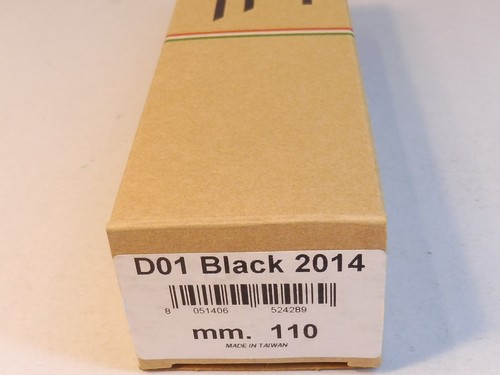 D01 Black 2014
8 051406 524289
mm. 110
MADE IN TAIWAN